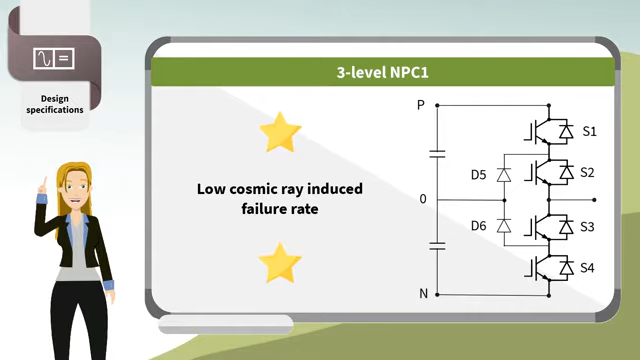 Design
specifications
3-level NPC1
Low cosmic ray induced
failure rate
P
S1
D5
S2
0
D6
S3
S4
N